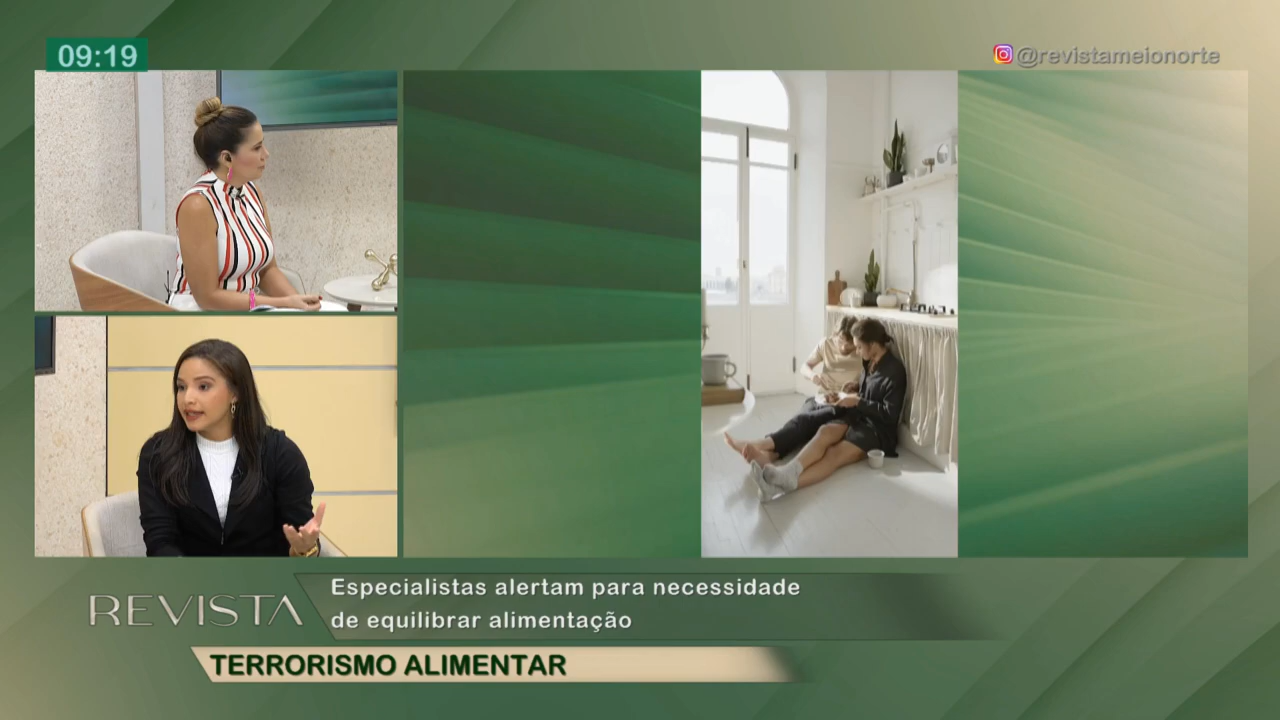 09:19
@revistameionorte
Especialistas alertam para necessidade
de equilibrar alimentação
REVISTA
TERRORISMO ALIMENTAR